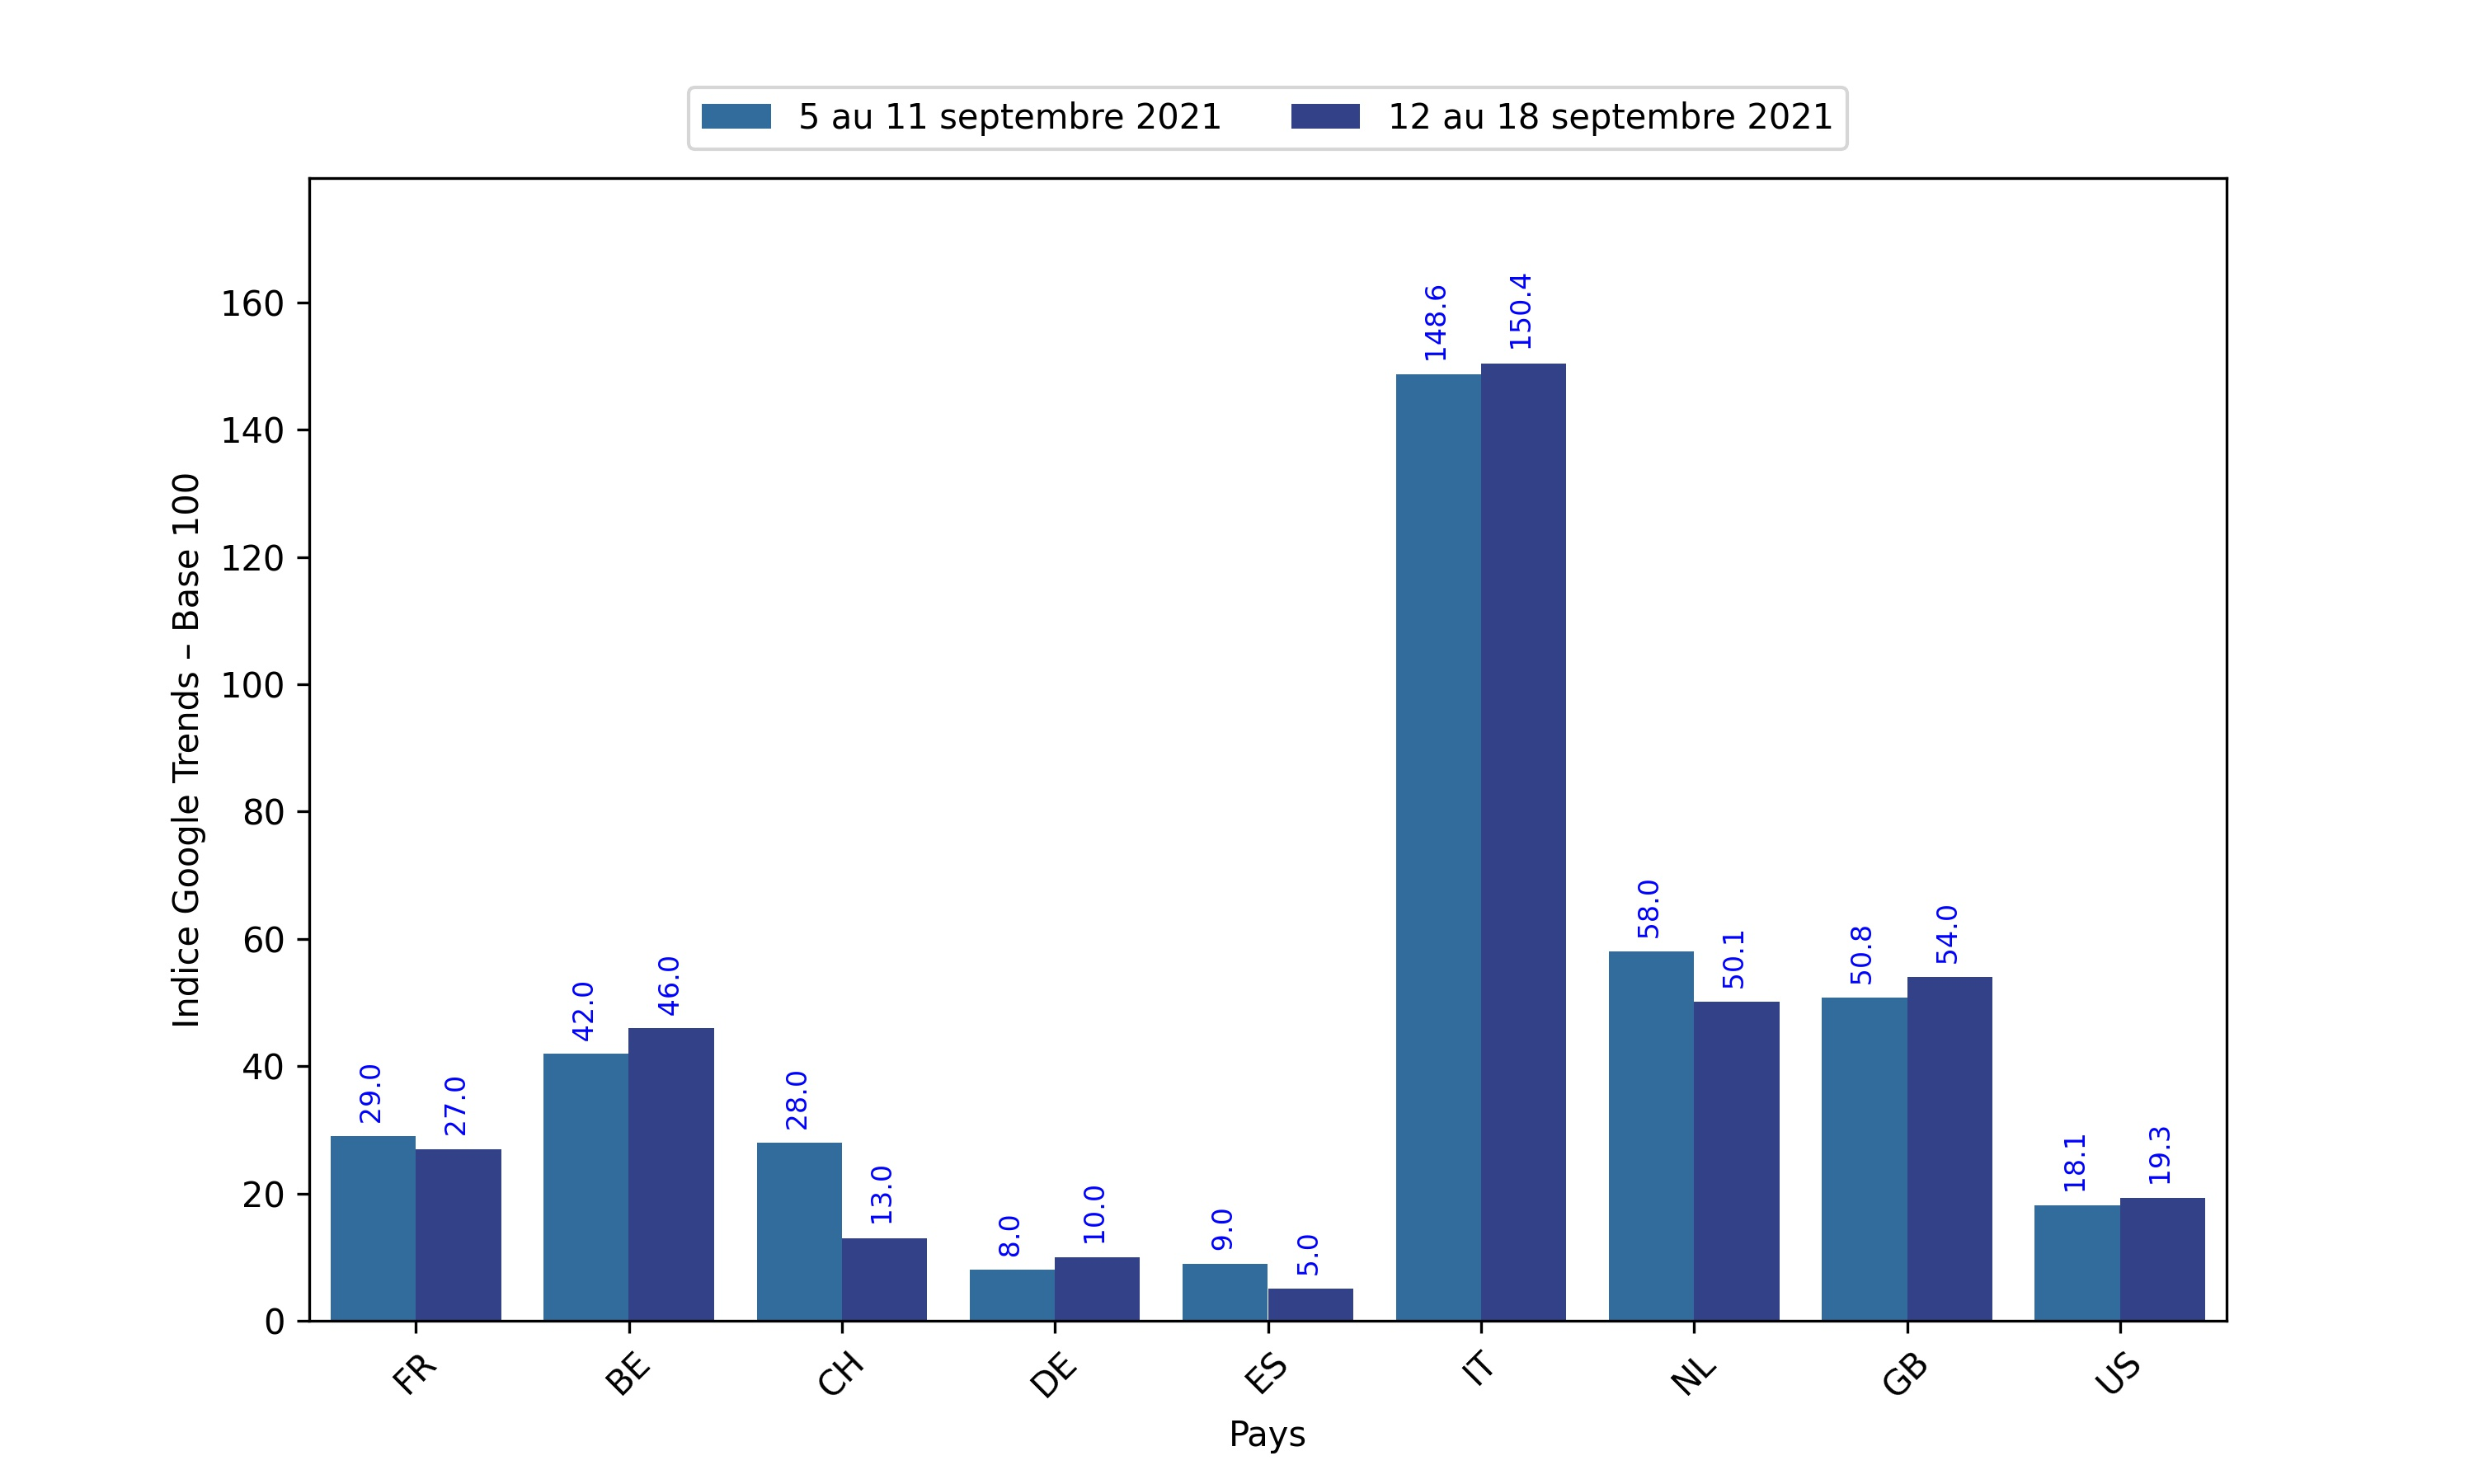 5 au 11 septembre 2021
12 au 18 septembre 2021
Indice Google Trends – Base 100
160
140
120
100
80
60
40
20
0
29.0
27.0
42.0
46.0
28.0
13.0
8.0
10.0
9.0
5.0
148.6
150.4
58.0
50.1
50.8
54.0
18.1
19.3
FR
BE
CH
DE
ES
IT
NL
GB
US
Pays